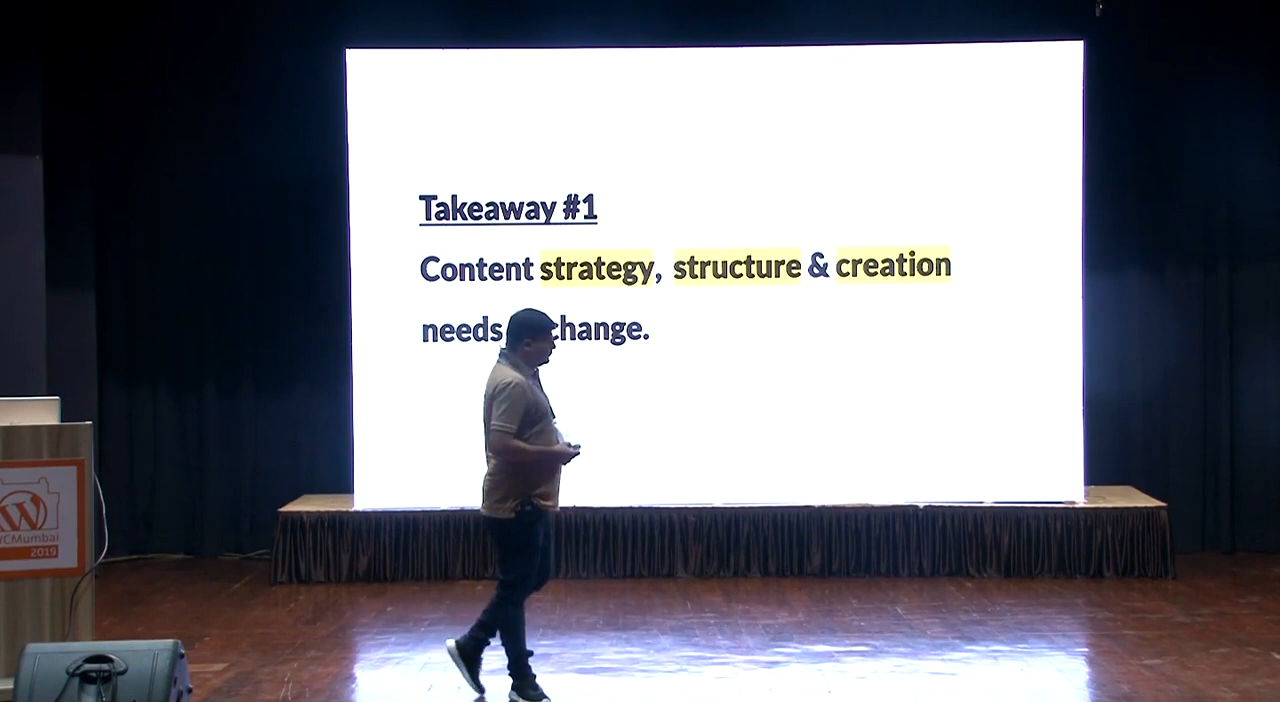 Takeaway #1
Content strategy, structure & creation
needs change.
WCMumbai
2019